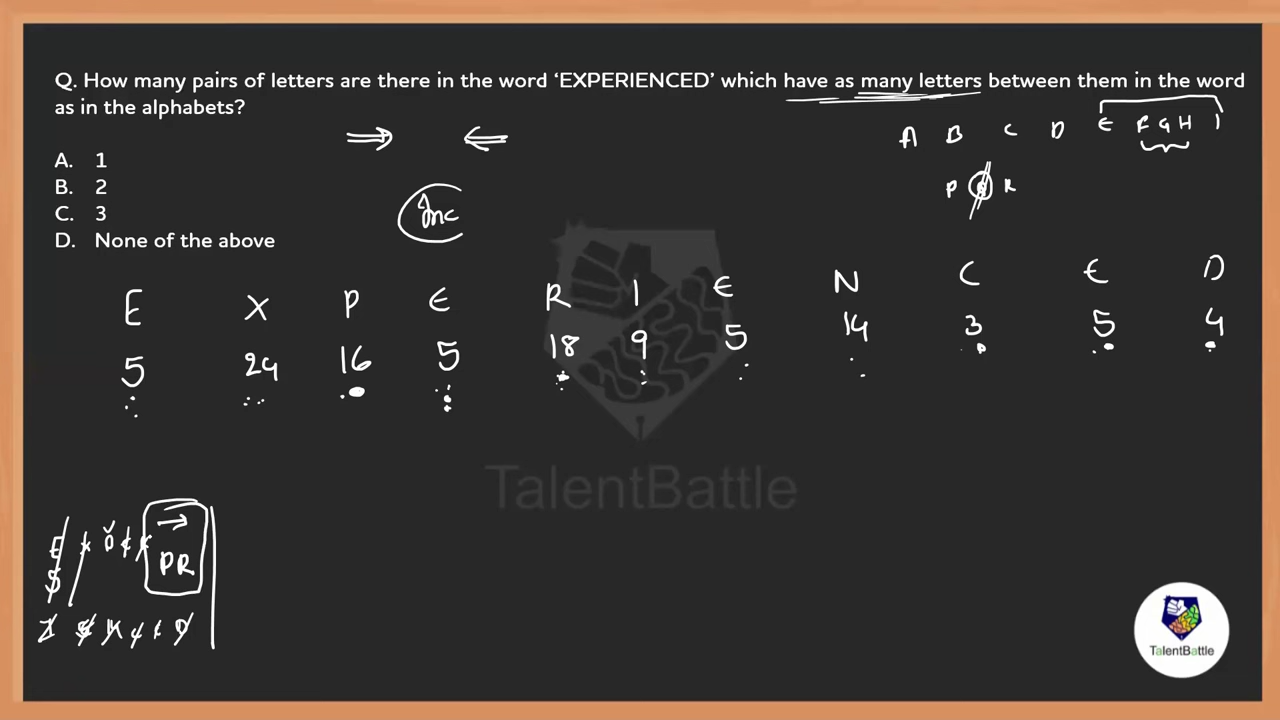 Q. How many pairs of letters are there in the word ‘EXPERIENCED’ which have as many letters between them in the word
as in the alphabets?
A B C D E F G H I
A. 1
B. 2
C. 3
D. None of the above
P R
Inc
E X P E R I E N C E D
5 24 16 5 18 9 5 14 3 5 4
TalentBattle
PR
TalentBattle